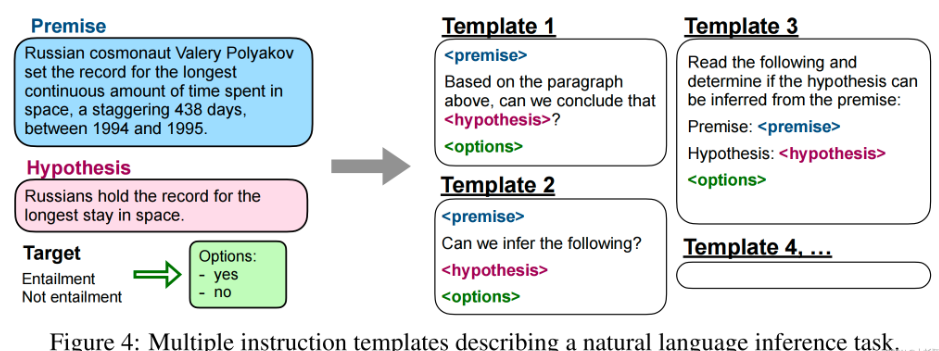 Premise
Russian cosmonaut Valery Polyakov
set the record for the longest
continuous amount of time spent in
space, a staggering 438 days,
between 1994 and 1995.
Hypothesis
Russians hold the record for the
longest stay in space.
Target
Entailment
Not entailment
Options:
- yes
- no
Template 1
<premise>
Based on the paragraph
above, can we conclude that
<hypothesis>?
<options>
Template 2
<premise>
Can we infer the following?
<hypothesis>
<options>
Template 3
Read the following and
determine if the hypothesis can
be inferred from the premise:
Premise: <premise>
Hypothesis: <hypothesis>
<options>
Template 4, ...
Figure 4: Multiple instruction templates describing a natural language inference task.